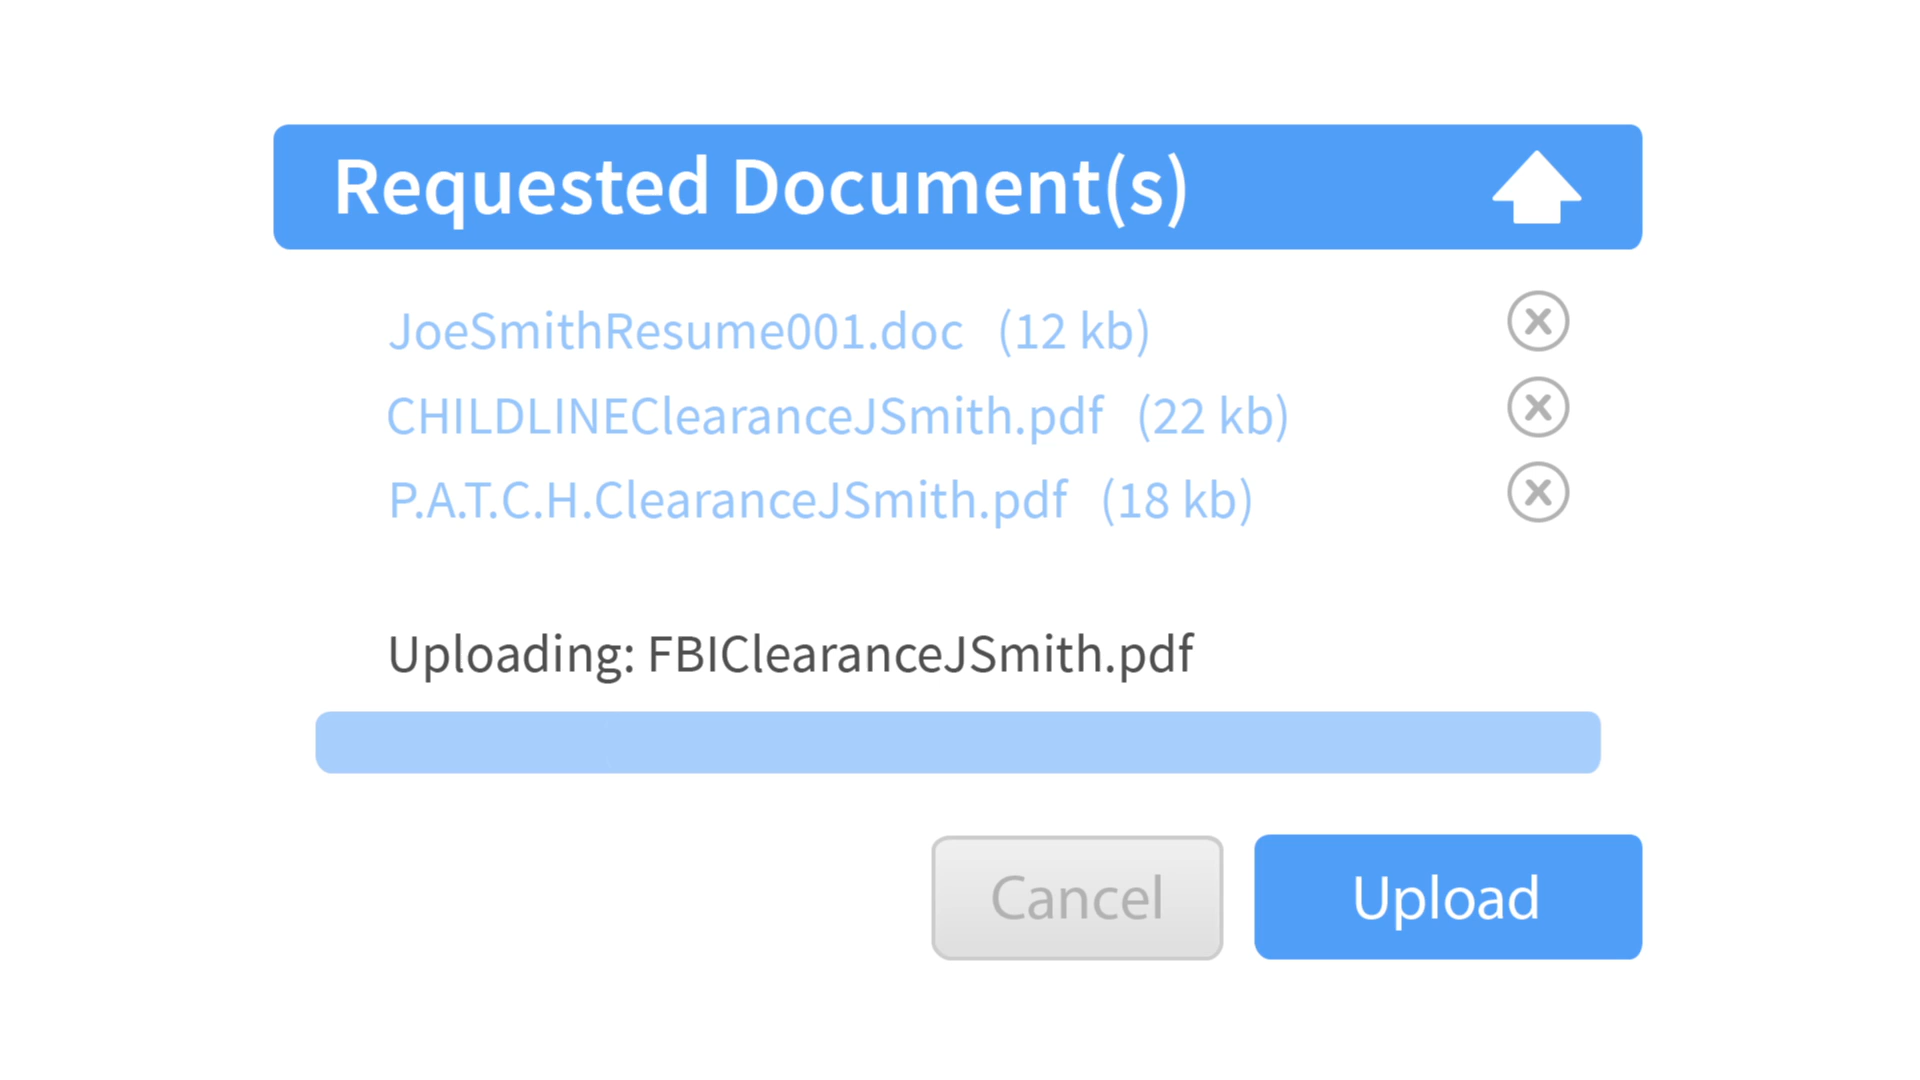 Requested Document(s)
JoeSmithResume001.doc (12 kb)
CHILDLINEClearanceJSmith.pdf (22 kb)
P.A.T.C.H.ClearanceJSmith.pdf (18 kb)
Uploading: FBIClearanceJSmith.pdf
Cancel Upload